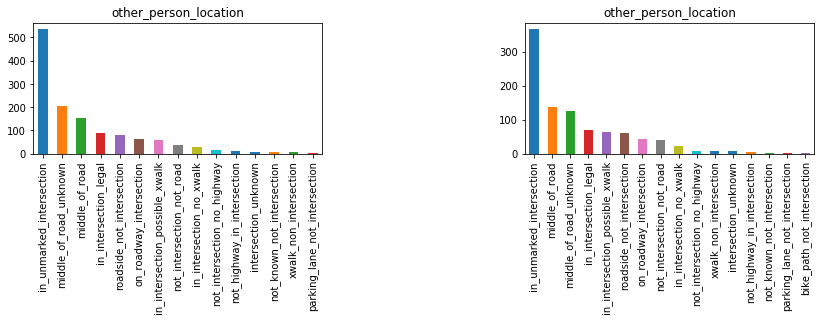 other_person_location
500
400
300
200
100
0
in_unmarked_intersection
middle_of_road_unknown
middle_of_road
in_intersection_legal
roadside_not_intersection
on_roadway_intersection
in_intersection_possible_xwalk
not_intersection_not_road
in_intersection_no_xwalk
not_intersection_no_highway
not_highway_in_intersection
intersection_unknown
not_known_not_intersection
xwalk_non_intersection
parking_lane_not_intersection
other_person_location
300
200
100
0
in_unmarked_intersection
middle_of_road
middle_of_road_unknown
in_intersection_legal
in_intersection_possible_xwalk
roadside_not_intersection
on_roadway_intersection
not_intersection_not_road
in_intersection_no_xwalk
not_intersection_no_highway
xwalk_non_intersection
intersection_unknown
not_highway_in_intersection
not_known_not_intersection
parking_lane_not_intersection
bike_path_not_intersection